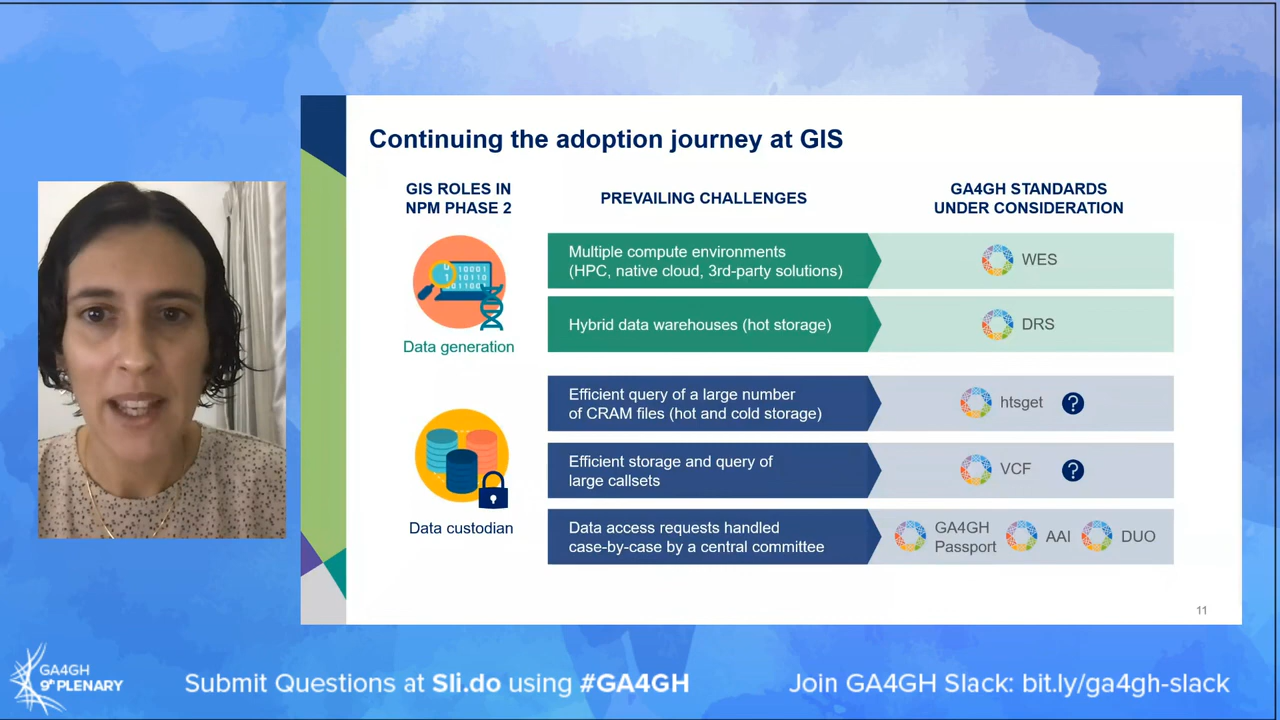 Continuing the adoption journey at GIS
GIS ROLES IN
NPM PHASE 2
PREVAILING CHALLENGES
GA4GH STANDARDS
UNDER CONSIDERATION
Data generation
Multiple compute environments
(HPC, native cloud, 3rd-party solutions)
WES
Hybrid data warehouses (hot storage)
DRS
Data custodian
Efficient query of a large number
of CRAM files (hot and cold storage)
htsget ?
Efficient storage and query of
large callsets
VCF ?
Data access requests handled
case-by-case by a central committee
GA4GH
Passport
AAI
DUO
11
GA4GH
9th PLENARY
Submit Questions at Sli.do using #GA4GH
Join GA4GH Slack: bit.ly/ga4gh-slack